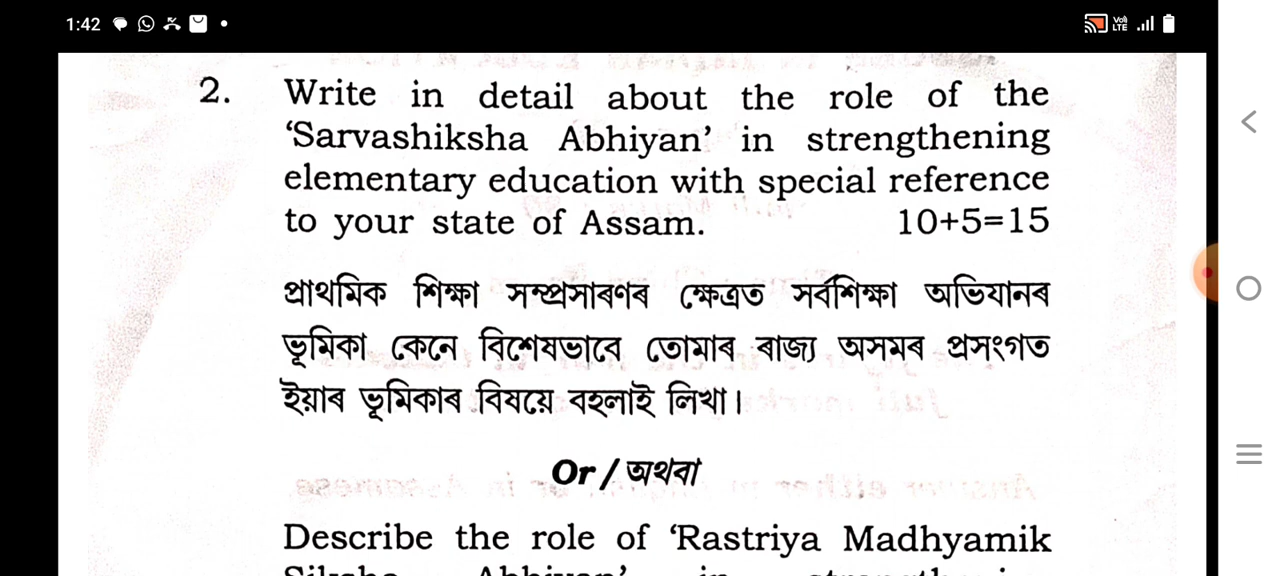 1:42
Voli
LTE
2. Write in detail about the role of the
‘Sarvashiksha Abhiyan’ in strengthening
elementary education with special reference
to your state of Assam. 10+5=15
প্ৰাথমিক শিক্ষা সম্প্ৰসাৰণৰ ক্ষেত্ৰত সৰ্বশিক্ষা অভিযানৰ
ভূমিকা কেনে বিশেষভাবে তোমাৰ ৰাজ্য অসমৰ প্ৰসংগত
ইয়াৰ ভূমিকাৰ বিষয়ে বহলাই লিখা।
Or / অথবা
Describe the role of ‘Rastriya Madhyamik